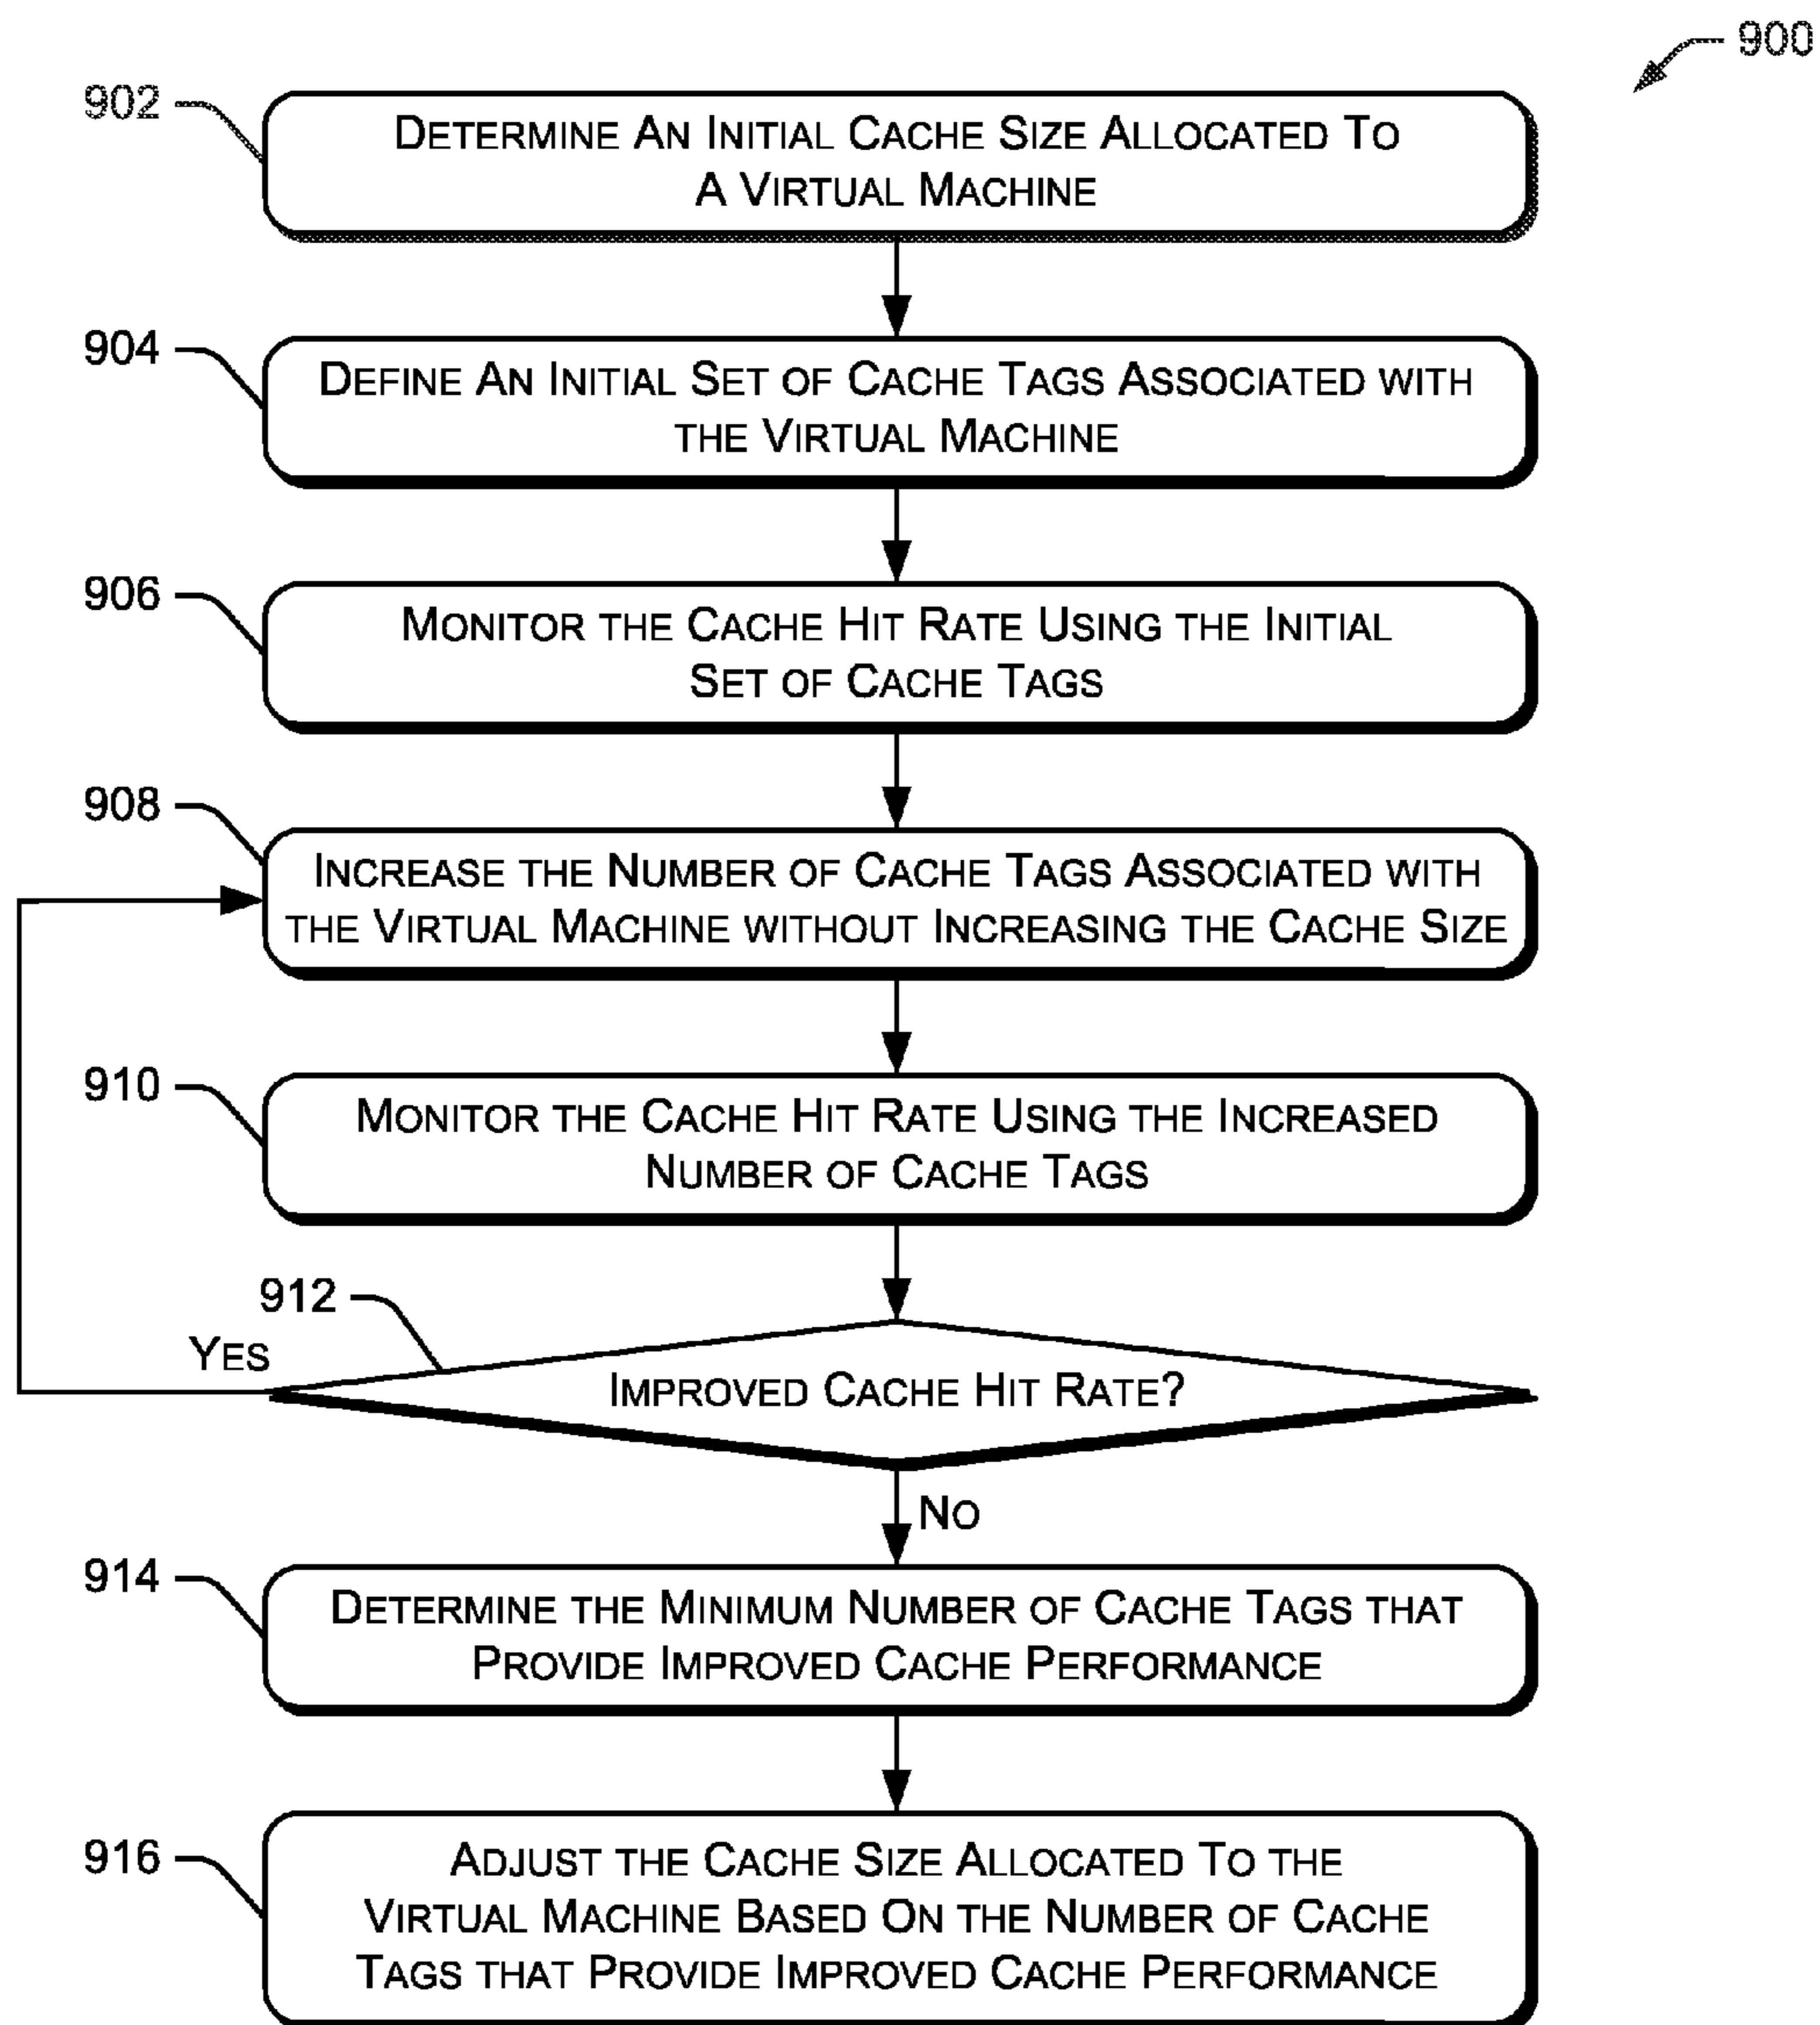 900
902
DETERMINE AN INITIAL CACHE SIZE ALLOCATED TO
A VIRTUAL MACHINE
904
DEFINE AN INITIAL SET OF CACHE TAGS ASSOCIATED WITH
THE VIRTUAL MACHINE
906
MONITOR THE CACHE HIT RATE USING THE INITIAL
SET OF CACHE TAGS
908
INCREASE THE NUMBER OF CACHE TAGS ASSOCIATED WITH
THE VIRTUAL MACHINE WITHOUT INCREASING THE CACHE SIZE
910
MONITOR THE CACHE HIT RATE USING THE INCREASED
NUMBER OF CACHE TAGS
912
YES
IMPROVED CACHE HIT RATE?
NO
914
DETERMINE THE MINIMUM NUMBER OF CACHE TAGS THAT
PROVIDE IMPROVED CACHE PERFORMANCE
916
ADJUST THE CACHE SIZE ALLOCATED TO THE
VIRTUAL MACHINE BASED ON THE NUMBER OF CACHE
TAGS THAT PROVIDE IMPROVED CACHE PERFORMANCE